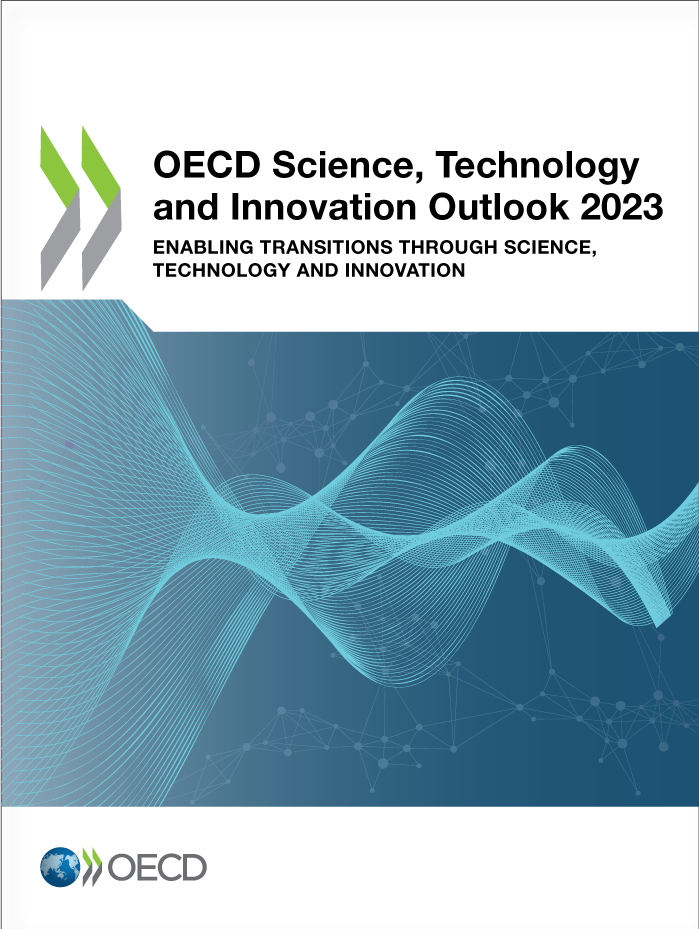 OECD Science, Technology
and Innovation Outlook 2023
ENABLING TRANSITIONS THROUGH SCIENCE,
TECHNOLOGY AND INNOVATION
OECD